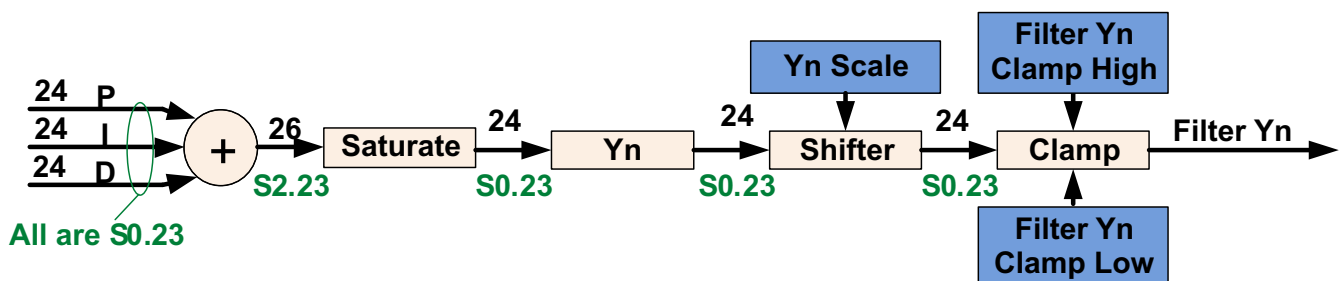 24 P
24 I
24 D
All are S0.23
+
26
S2.23
Saturate
24
S0.23
Yn
24
S0.23
Yn Scale
Shifter
24
S0.23
Filter Yn
Clamp High
Clamp
Filter Yn
Clamp Low
Filter Yn